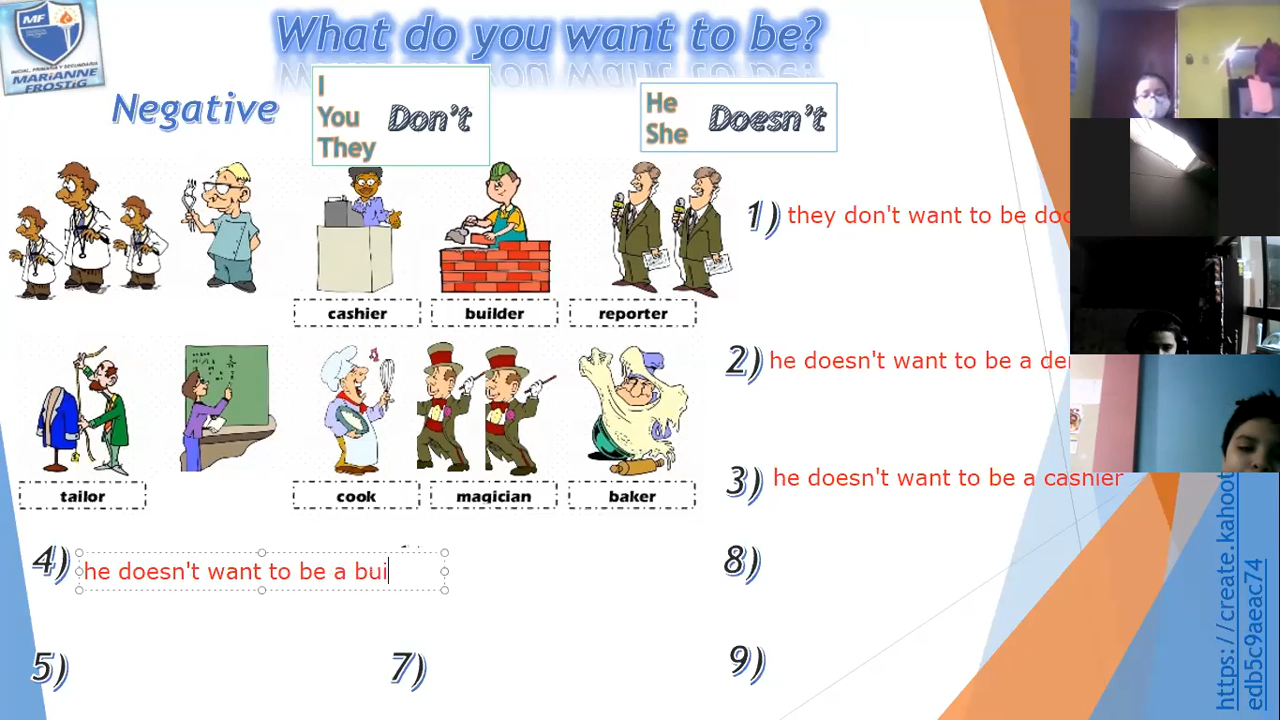 MF
INICIAL, PRIMARIA Y SECUNDARIA
MARIANNE
FROSTIG
What do you want to be?
Negative
I
You
They
Don't
He
She
Doesn't
cashier
builder
reporter
tailor
cook
magician
baker
1) they don't want to be doc
2) he doesn't want to be a de
3) he doesn't want to be a cashier
4) he doesn't want to be a bui
8)
5)
7)
9)
https://create.kahoot
edb5c9aeac74